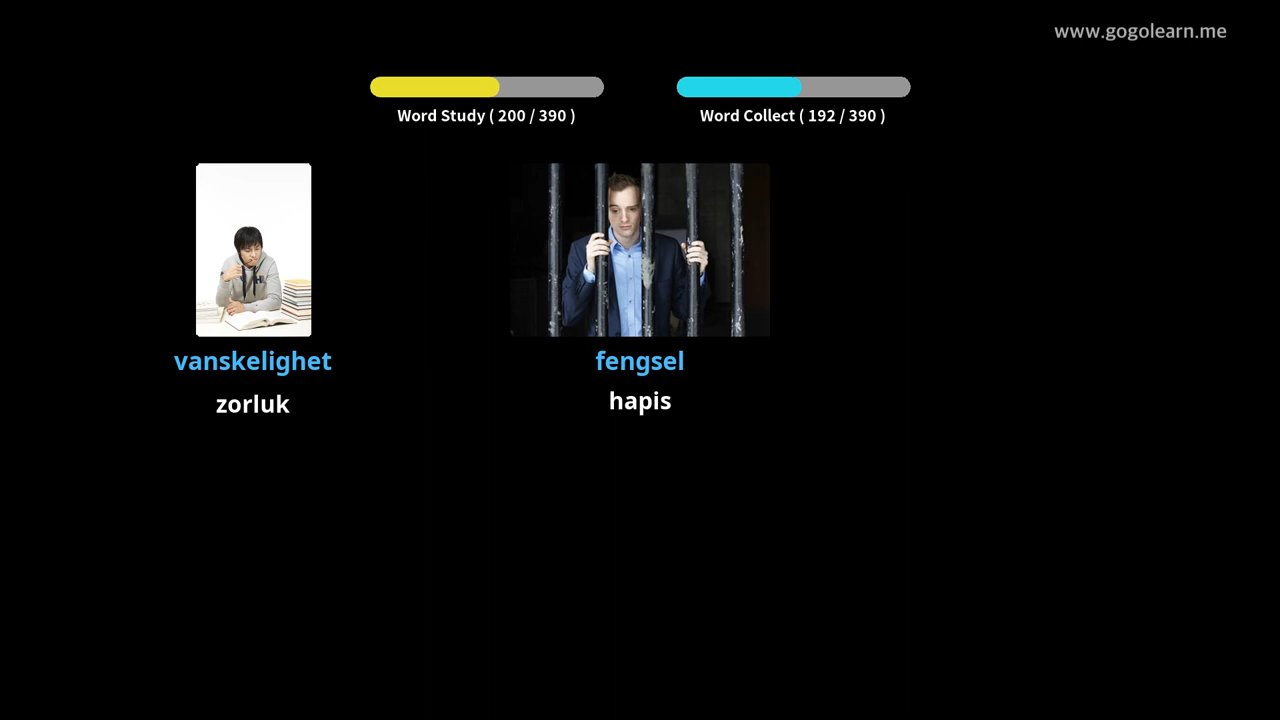 www.gogolearn.me
Word Study ( 200 / 390 )
Word Collect ( 192 / 390 )
vanskelighet
zorluk
fengsel
hapis